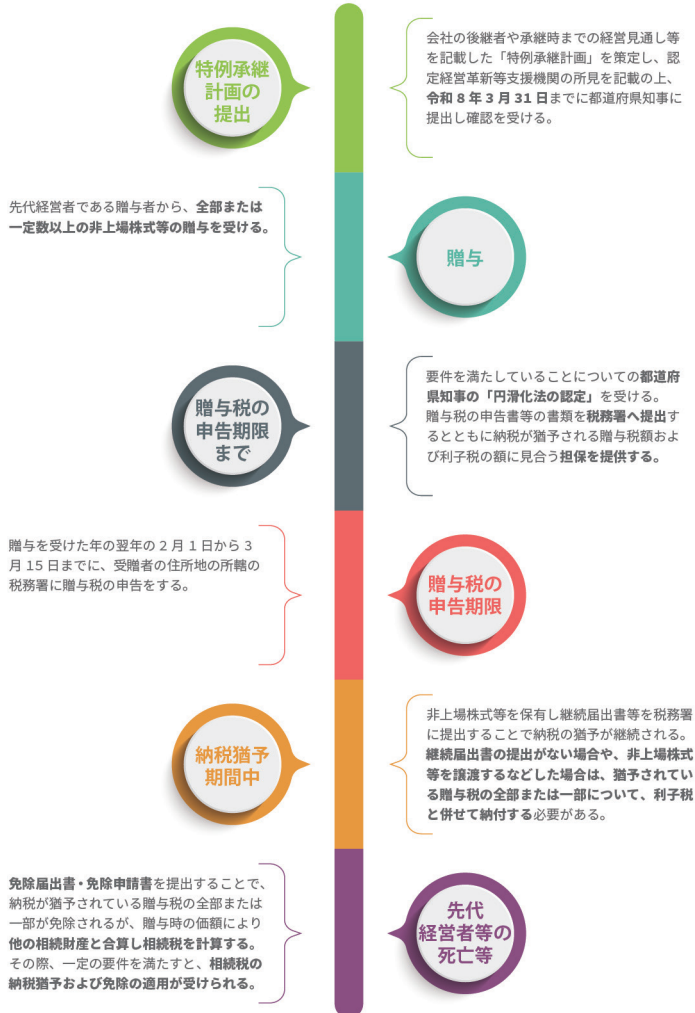 特例承継
計画の
提出
会社の後継者や承継時までの経営見通し等
を記載した「特例承継計画」を策定し、認
定経営革新等支援機関の所見を記載の上、
令和 8 年 3 月 31 日までに都道府県知事に
提出し確認を受ける。
先代経営者である贈与者から、全部または
一定数以上の非上場株式等の贈与を受ける。
贈与
贈与税の
申告期限
まで
要件を満たしていることについての都道府
県知事の「円滑化法の認定」を受ける。
贈与税の申告書等の書類を税務署へ提出す
るとともに納税が猶予される贈与税額およ
び利子税の額に見合う担保を提供する。
贈与を受けた年の翌年の 2 月 1 日から 3
月 15 日までに、受贈者の住所地の所轄の
税務署に贈与税の申告をする。
贈与税の
申告期限
納税猶予
期間中
非上場株式等を保有し継続届出書等を税務署
に提出することで納税の猶予が継続される。
継続届出書の提出がない場合や、非上場株式
等を譲渡するなどした場合は、猶予されてい
る贈与税の全部または一部について、利子税
と併せて納付する必要がある。
免除届出書・免除申請書を提出することで、
納税が猶予されている贈与税の全部または
一部が免除されるが、贈与時の価額により
他の相続財産と合算し相続税を計算する。
その際、一定の要件を満たすと、相続税の
納税猶予および免除の適用が受けられる。
先代
経営者等の
死亡等